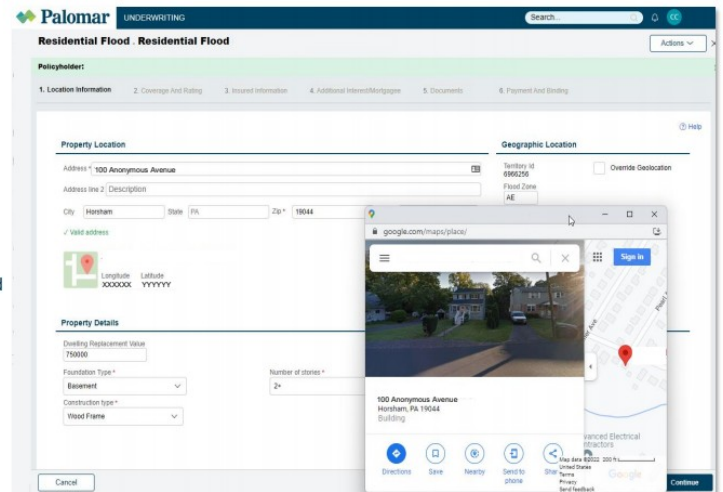 Palomar UNDERWRITING Search... CC
Residential Flood . Residential Flood Actions
Policyholder:
1. Location Information 2. Coverage And Rating 3. Insured Information 4. Additional Interest/Mortgagee 5. Documents 6. Payment And Binding
Help
Property Location
Address * 100 Anonymous Avenue
Address line 2 Description
City Horsham State PA Zip * 19044
✓ Valid address
Longitude Latitude
XXXXXX YYYYYY
Geographic Location
Territory Id
6966256
Override Geolocation
Flood Zone
AE
Property Details
Dwelling Replacement Value
750000
Foundation Type *
Basement
Number of stories *
2+
Construction type *
Wood Frame
google.com/maps/place/
Sign in
100 Anonymous Avenue
Horsham, PA 19044
Building
Directions Save Nearby Send to phone
Electrical
Map data ©2022 200 ft
United States
Terms
Privacy
Send feedback
Google
Cancel Continue